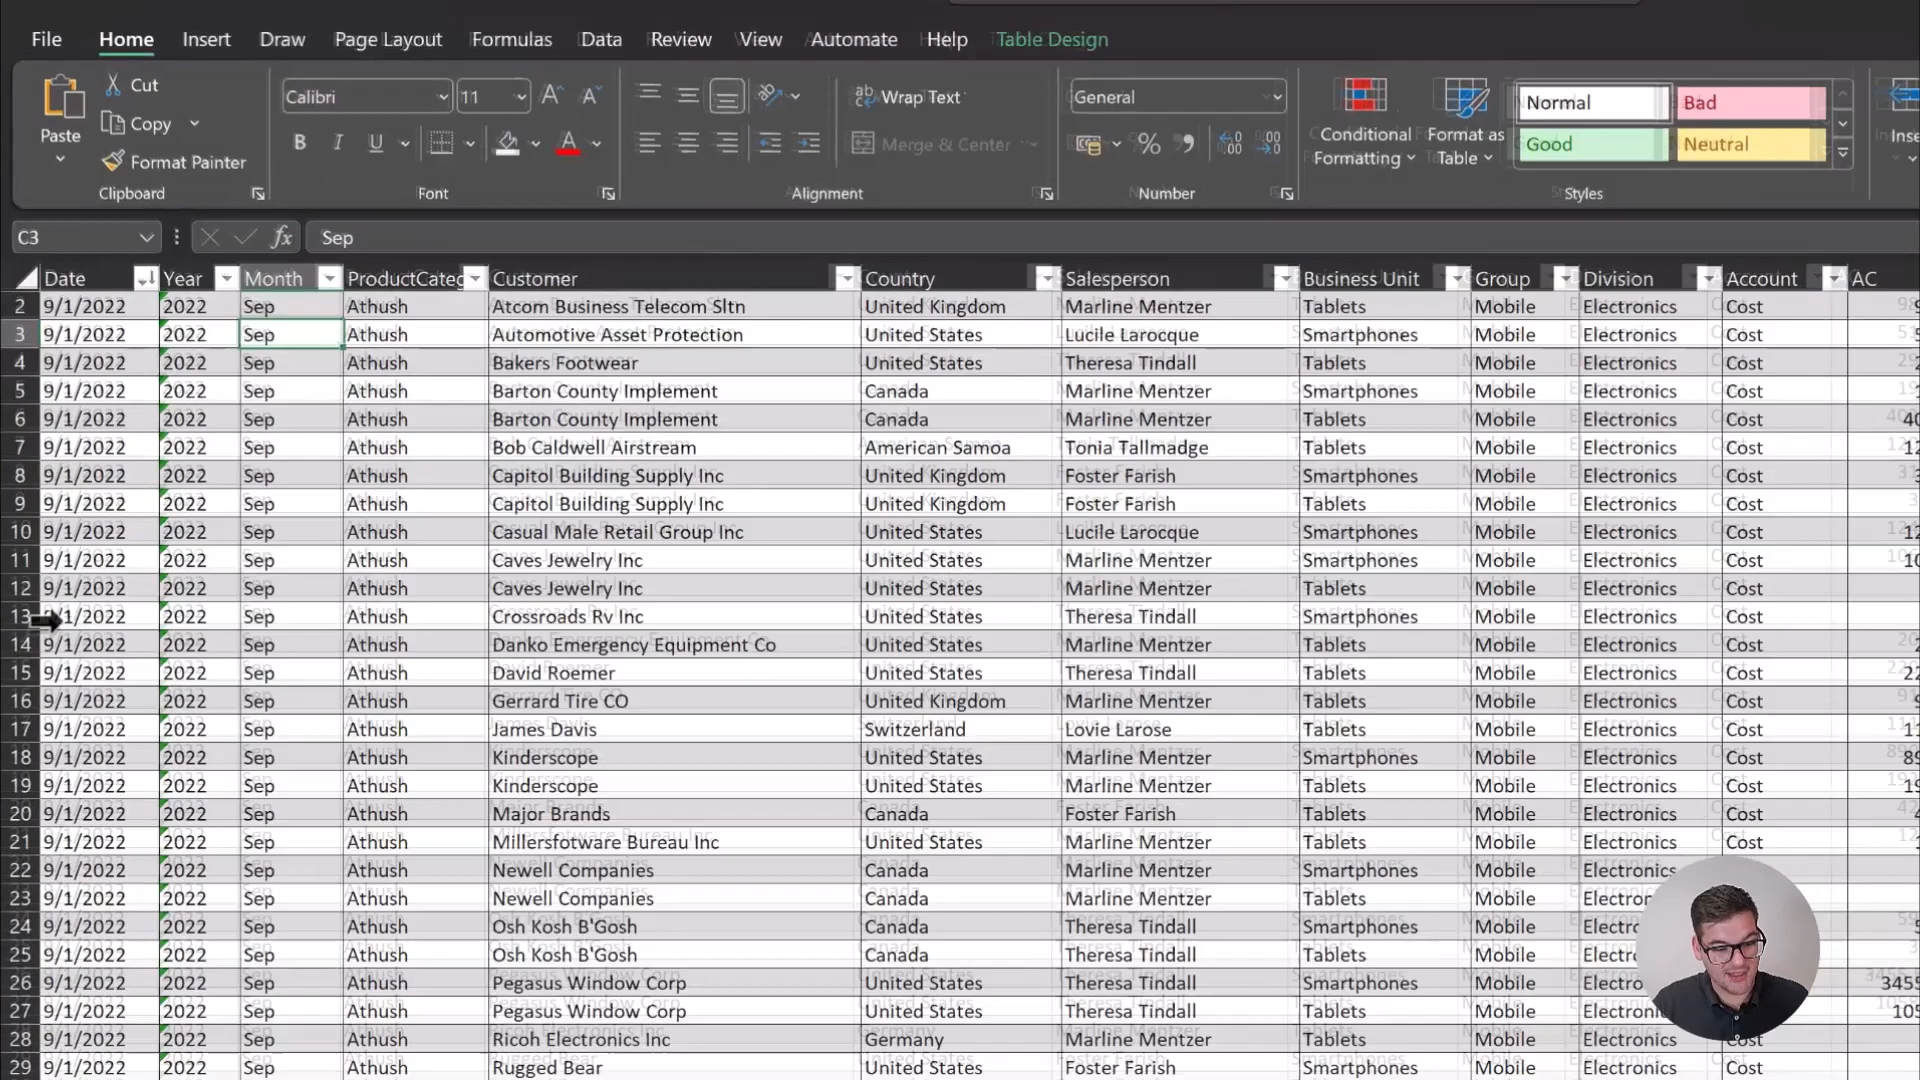 File Home Insert Draw Page Layout Formulas Data Review View Automate Help Table Design
Paste Cut Copy Format Painter Clipboard
Calibri 11 B I U A Font
Wrap Text Merge & Center Alignment
General % Number
Conditional Formatting Format as Table
Normal Bad Good Neutral Styles
C3 fx Sep
Date Year Month ProductCateg Customer Country Salesperson Business Unit Group Division Account AC
2 9/1/2022 2022 Sep Athush Atcom Business Telecom Sltn United Kingdom Marline Mentzer Tablets Mobile Electronics Cost
3 9/1/2022 2022 Sep Athush Automotive Asset Protection United States Lucile Larocque Smartphones Mobile Electronics Cost
4 9/1/2022 2022 Sep Athush Bakers Footwear United States Theresa Tindall Tablets Mobile Electronics Cost
5 9/1/2022 2022 Sep Athush Barton County Implement Canada Marline Mentzer Smartphones Mobile Electronics Cost
6 9/1/2022 2022 Sep Athush Barton County Implement Canada Marline Mentzer Tablets Mobile Electronics Cost
7 9/1/2022 2022 Sep Athush Bob Caldwell Airstream American Samoa Tonia Tallmadge Tablets Mobile Electronics Cost
8 9/1/2022 2022 Sep Athush Capitol Building Supply Inc United Kingdom Foster Farish Smartphones Mobile Electronics Cost
9 9/1/2022 2022 Sep Athush Capitol Building Supply Inc United Kingdom Foster Farish Tablets Mobile Electronics Cost
10 9/1/2022 2022 Sep Athush Casual Male Retail Group Inc United States Lucile Larocque Smartphones Mobile Electronics Cost
11 9/1/2022 2022 Sep Athush Caves Jewelry Inc United States Marline Mentzer Smartphones Mobile Electronics Cost
12 9/1/2022 2022 Sep Athush Caves Jewelry Inc United States Marline Mentzer Tablets Mobile Electronics Cost
13 /1/2022 2022 Sep Athush Crossroads Rv Inc United States Theresa Tindall Smartphones Mobile Electronics Cost
14 9/1/2022 2022 Sep Athush Danko Emergency Equipment Co United States Marline Mentzer Tablets Mobile Electronics Cost
15 9/1/2022 2022 Sep Athush David Roemer United States Theresa Tindall Tablets Mobile Electronics Cost
16 9/1/2022 2022 Sep Athush Gerrard Tire CO United Kingdom Marline Mentzer Tablets Mobile Electronics Cost
17 9/1/2022 2022 Sep Athush James Davis Switzerland Lovie Larose Tablets Mobile Electronics Cost
18 9/1/2022 2022 Sep Athush Kinderscope United States Marline Mentzer Smartphones Mobile Electronics Cost
19 9/1/2022 2022 Sep Athush Kinderscope United States Marline Mentzer Tablets Mobile Electronics Cost
20 9/1/2022 2022 Sep Athush Major Brands Canada Foster Farish Tablets Mobile Electronics Cost
21 9/1/2022 2022 Sep Athush Millersfotware Bureau Inc United States Marline Mentzer Tablets Mobile Electronics Cost
22 9/1/2022 2022 Sep Athush Newell Companies Canada Marline Mentzer Smartphones Mobile Electronics Cost
23 9/1/2022 2022 Sep Athush Newell Companies Canada Marline Mentzer Tablets Mobile
24 9/1/2022 2022 Sep Athush Osh Kosh B'Gosh Canada Theresa Tindall Smartphones Mobile
25 9/1/2022 2022 Sep Athush Osh Kosh B'Gosh Canada Theresa Tindall Tablets Mobile
26 9/1/2022 2022 Sep Athush Pegasus Window Corp United States Theresa Tindall Smartphones Mobile 3455
27 9/1/2022 2022 Sep Athush Pegasus Window Corp United States Theresa Tindall Tablets Mobile 105
28 9/1/2022 2022 Sep Athush Ricoh Electronics Inc Germany Marline Mentzer Tablets Mobile Electronics Cost
29 9/1/2022 2022 Sep Athush Rugged Bear United States Foster Farish Smartphones Mobile Electronics Cost